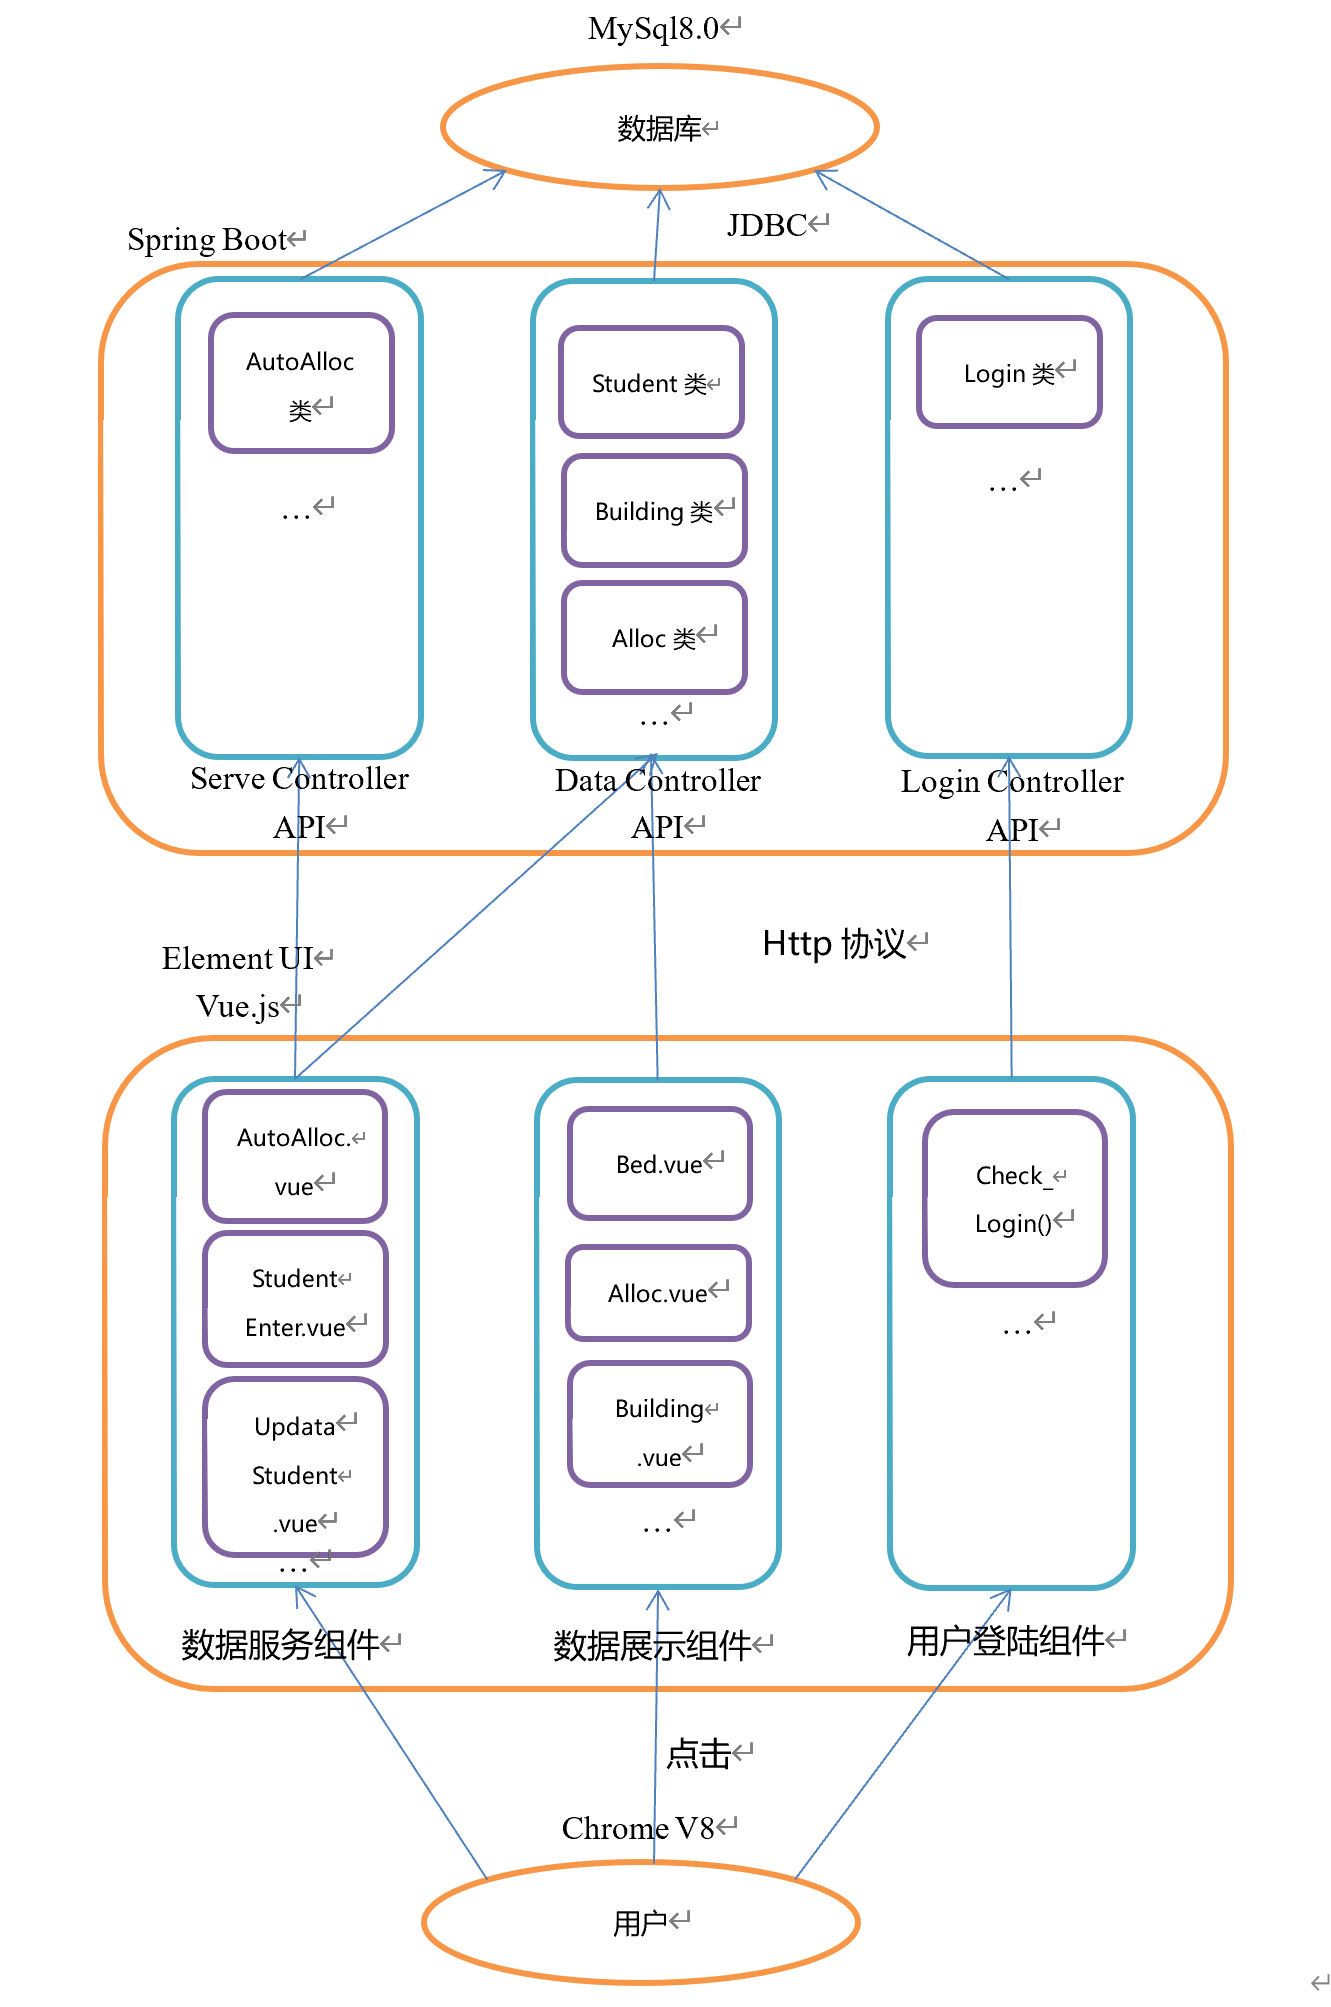 MySql8.0
数据库
JDBC
Spring Boot
AutoAlloc
类
…
Student 类
Building 类
Alloc 类
…
Login 类
…
Serve Controller
API
Data Controller
API
Login Controller
API
Http 协议
Element UI
Vue.js
AutoAlloc.
vue
Student
Enter.vue
Updata
Student
.vue
…
Bed.vue
Alloc.vue
Building
.vue
…
Check_
Login()
…
数据服务组件
数据展示组件
用户登陆组件
点击
Chrome V8
用户